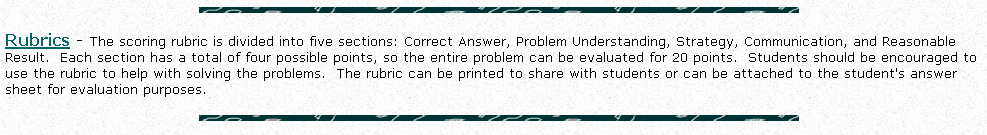 Rubrics - The scoring rubric is divided into five sections: Correct Answer, Problem Understanding, Strategy, Communication, and Reasonable
Result.  Each section has a total of four possible points, so the entire problem can be evaluated for 20 points.  Students should be encouraged to
use the rubric to help with solving the problems.  The rubric can be printed to share with students or can be attached to the student's answer
sheet for evaluation purposes.